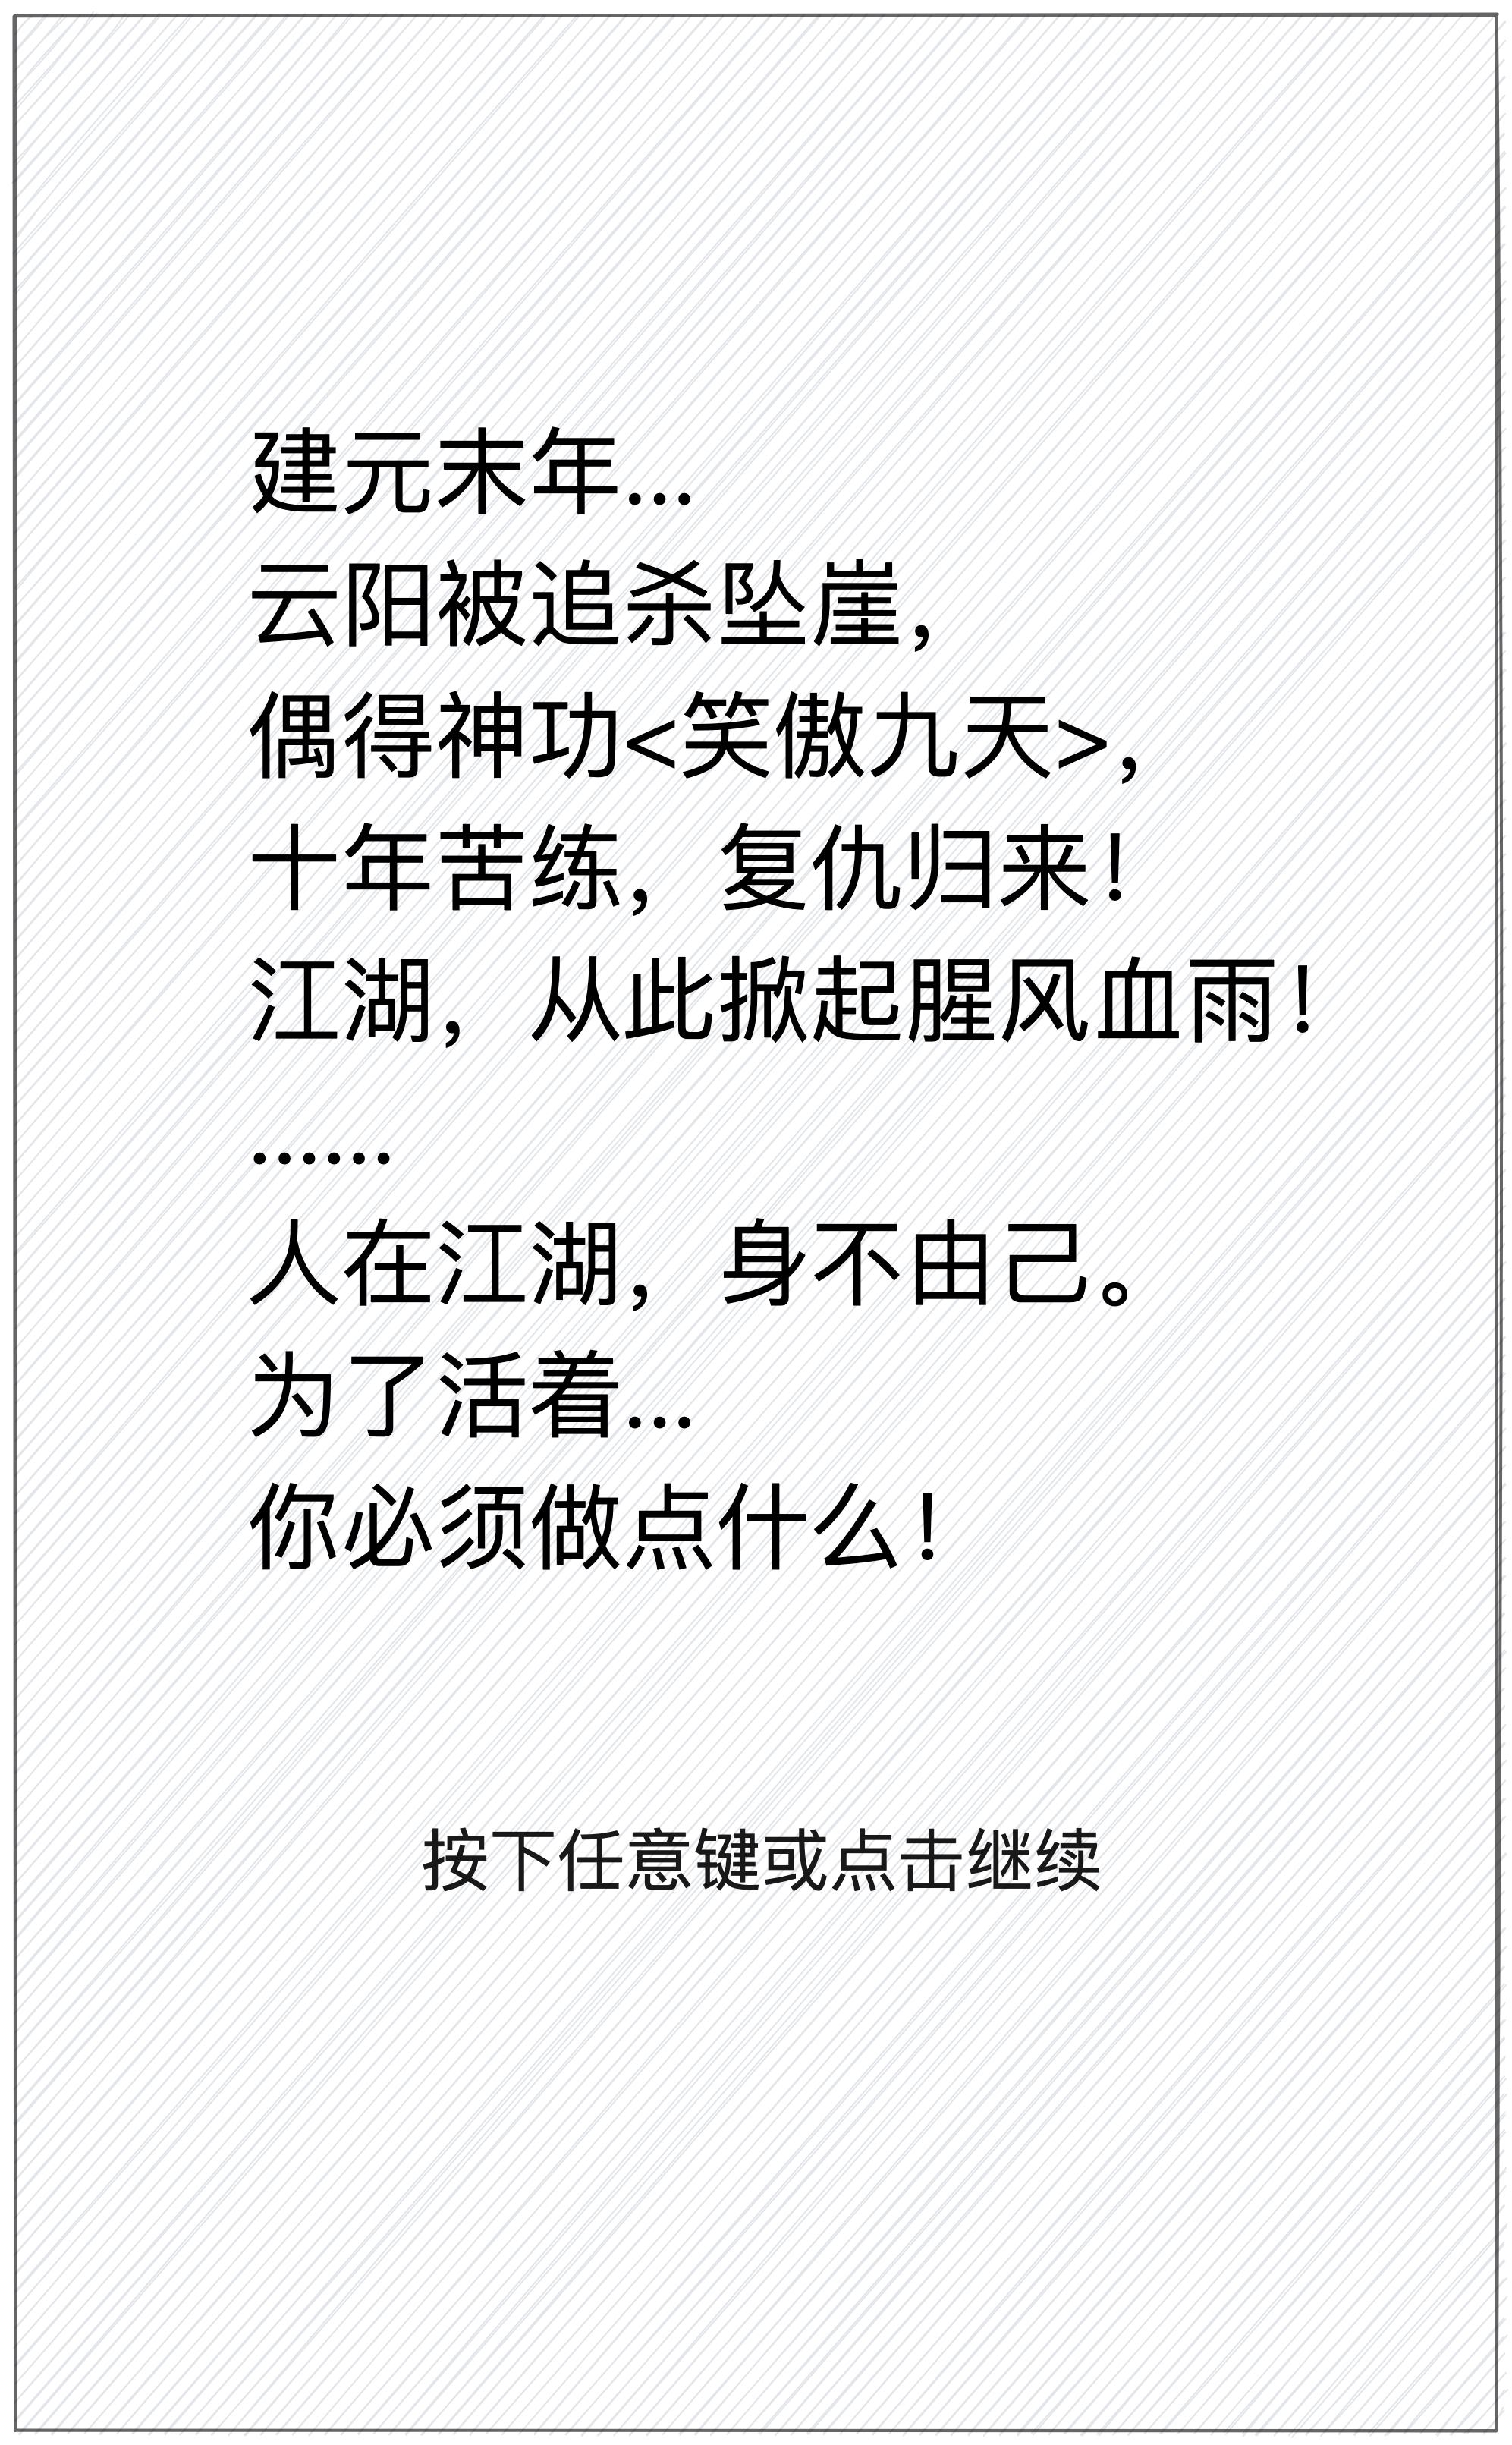 建元末年...
云阳被追杀坠崖，
偶得神功<笑傲九天>，
十年苦练，复仇归来！
江湖，从此掀起腥风血雨！
......
人在江湖，身不由己。
为了活着...
你必须做点什么！
按下任意键或点击继续